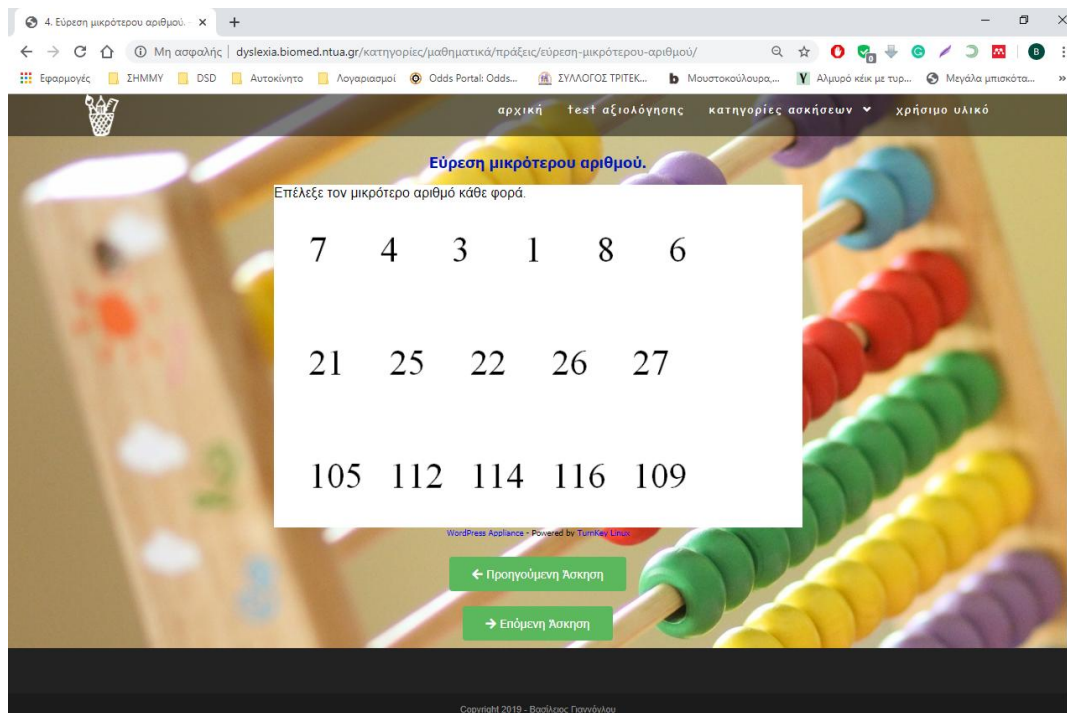 4. Εύρεση μικρότερου αριθμού. -
Μη ασφαλής | dyslexia.biomed.ntua.gr/κατηγορίες/μαθηματικά/πράξεις/εύρεση-μικρότερου-αριθμού/
Εφαρμογές ΣΗΜΜΥ DSD Αυτοκίνητο Λογαριασμοί Odds Portal: Odds... ΣΥΛΛΟΓΟΣ ΤΡΙΤΕΚ... b Μουστοκούλουρα,... Y Αλμυρό κέικ με τυρ... Μεγάλα μπισκότα... »
αρχική test αξιολόγησης κατηγορίες ασκήσεων χρήσιμο υλικό
Εύρεση μικρότερου αριθμού.
Επέλεξε τον μικρότερο αριθμό κάθε φορά.
7 4 3 1 8 6
21 25 22 26 27
105 112 114 116 109
WordPress Appliance - Powered by TurnKey Linux
← Προηγούμενη Άσκηση
→ Επόμενη Άσκηση
Copyright 2019 - Βασίλειος Γιαννόγλου